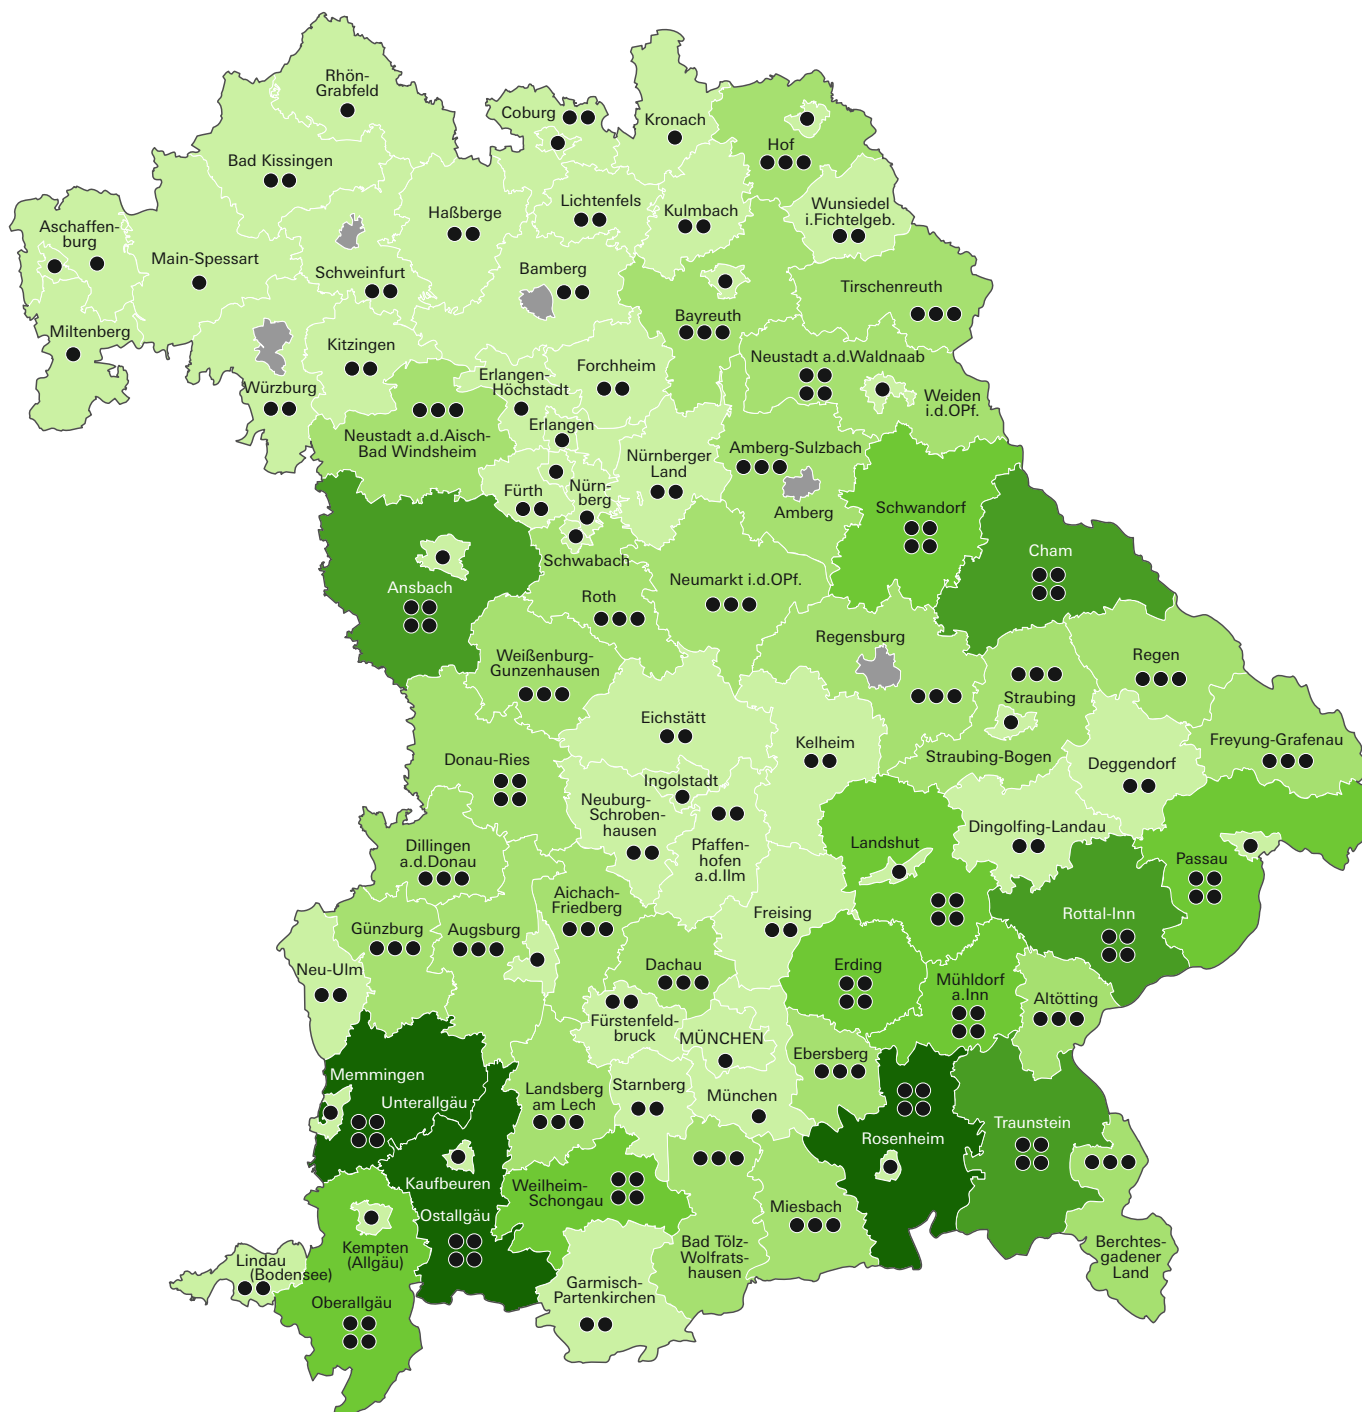 Rhön-
Grabfeld
Coburg
Kronach
Hof
Bad Kissingen
Lichtenfels
Kulmbach
Wunsiedel
i.Fichtelgeb.
Haßberge
Aschaffen-
burg
Main-Spessart
Schweinfurt
Bamberg
Tirschenreuth
Bayreuth
Miltenberg
Kitzingen
Forchheim
Neustadt a.d.Waldnaab
Würzburg
Erlangen-
Höchstadt
Weiden
i.d.OPf.
Neustadt a.d.Aisch-
Bad Windsheim
Erlangen
Nürnberger
Land
Amberg-Sulzbach
Fürth
Nürn-
berg
Amberg
Schwandorf
Cham
Schwabach
Ansbach
Roth
Neumarkt i.d.OPf.
Regensburg
Weißenburg-
Gunzenhausen
Regen
Straubing
Eichstätt
Kelheim
Straubing-Bogen
Freyung-Grafenau
Donau-Ries
Ingolstadt
Deggendorf
Neuburg-
Schroben-
hausen
Dingolfing-Landau
Dillingen
a.d.Donau
Pfaffen-
hofen
a.d.Ilm
Landshut
Passau
Aichach-
Friedberg
Freising
Rottal-Inn
Günzburg
Augsburg
Neu-Ulm
Dachau
Erding
Mühldorf
a.Inn
Altötting
Fürstenfeld-
bruck
MÜNCHEN
Ebersberg
Memmingen
Unterallgäu
Landsberg
am Lech
Starnberg
München
Traunstein
Rosenheim
Kaufbeuren
Weilheim-
Schongau
Ostallgäu
Miesbach
Kempten
(Allgäu)
Bad Tölz-
Wolfrats-
hausen
Berchtes-
gadener
Land
Lindau
(Bodensee)
Garmisch-
Partenkirchen
Oberallgäu